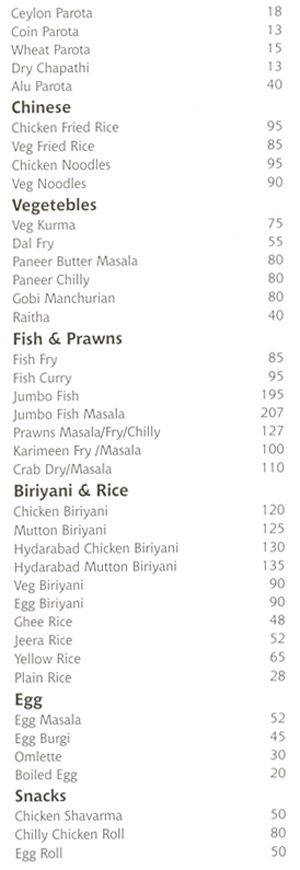 Ceylon Parota 18
Coin Parota 13
Wheat Parota 15
Dry Chapathi 13
Alu Parota 40
Chinese
Chicken Fried Rice 95
Veg Fried Rice 85
Chicken Noodles 95
Veg Noodles 90
Vegetebles
Veg Kurma 75
Dal Fry 55
Paneer Butter Masala 80
Paneer Chilly 80
Gobi Manchurian 80
Raitha 40
Fish & Prawns
Fish Fry 85
Fish Curry 95
Jumbo Fish 195
Jumbo Fish Masala 207
Prawns Masala/Fry/Chilly 127
Karimeen Fry /Masala 100
Crab Dry/Masala 110
Biriyani & Rice
Chicken Biriyani 120
Mutton Biriyani 125
Hydarabad Chicken Biriyani 130
Hydarabad Mutton Biriyani 135
Veg Biriyani 90
Egg Biriyani 90
Ghee Rice 48
Jeera Rice 52
Yellow Rice 65
Plain Rice 28
Egg
Egg Masala 52
Egg Burgi 45
Omlette 30
Boiled Egg 20
Snacks
Chicken Shavarma 50
Chilly Chicken Roll 80
Egg Roll 50